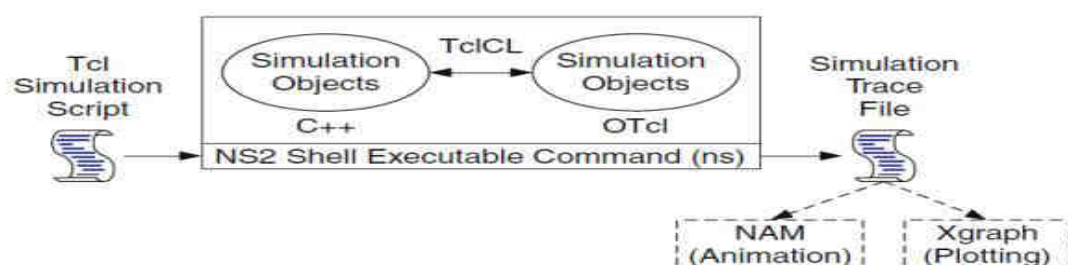 Tcl
Simulation
Script
Simulation
Objects
C++
TclCL
Simulation
Objects
OTcl
NS2 Shell Executable Command (ns)
Simulation
Trace
File
NAM
(Animation)
Xgraph
(Plotting)